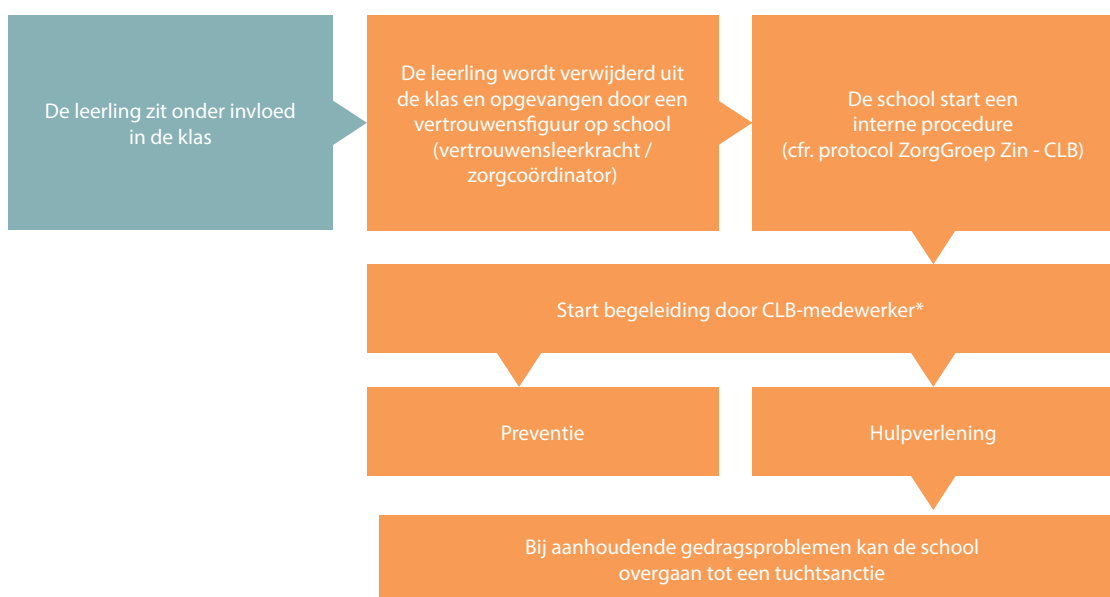 De leerling zit onder invloed
in de klas
De leerling wordt verwijderd uit
de klas en opgevangen door een
vertrouwensfiguur op school
(vertrouwensleerkracht /
zorgcoördinator)
De school start een
interne procedure
(cfr. protocol ZorgGroep Zin - CLB)
Start begeleiding door CLB-medewerker*
Preventie
Hulpverlening
Bij aanhoudende gedragsproblemen kan de school
overgaan tot een tuchtsanctie